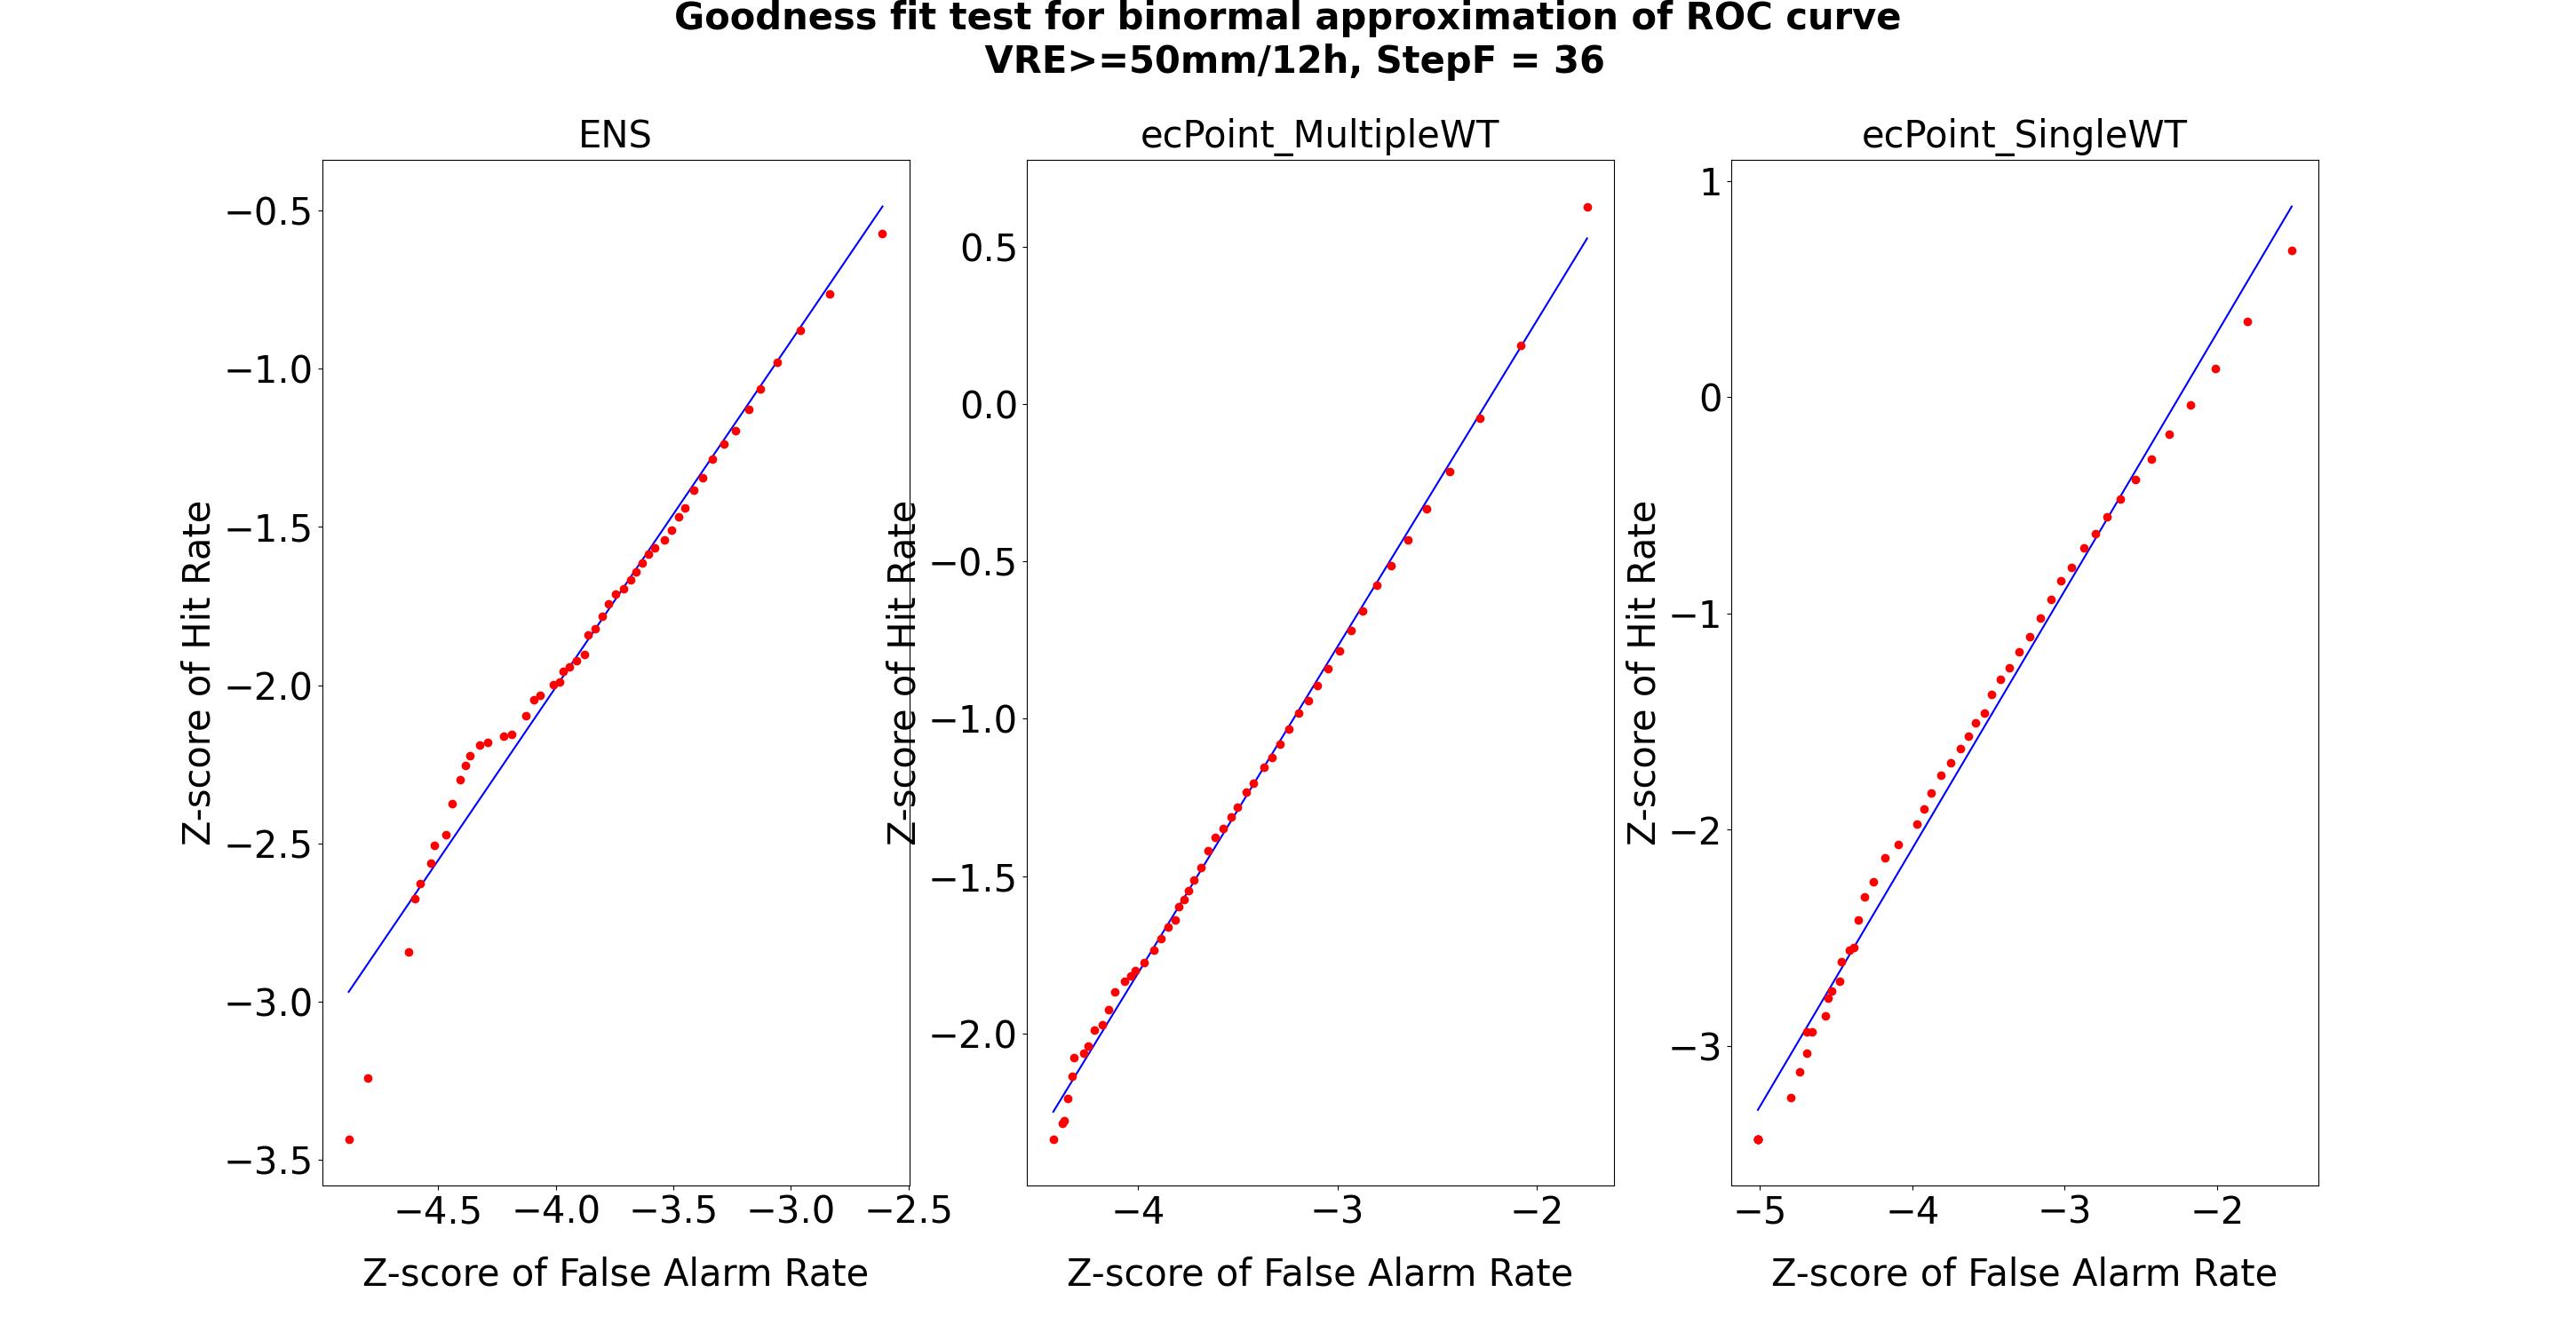 Goodness fit test for binormal approximation of ROC curve
VRE>=50mm/12h, StepF = 36
ENS
Z-score of Hit Rate
−0.5
−1.0
−1.5
−2.0
−2.5
−3.0
−3.5
−4.5 −4.0 −3.5 −3.0 −2.5
Z-score of False Alarm Rate
ecPoint_MultipleWT
Z-score of Hit Rate
0.5
0.0
−0.5
−1.0
−1.5
−2.0
−4 −3 −2
Z-score of False Alarm Rate
ecPoint_SingleWT
Z-score of Hit Rate
1
0
−1
−2
−3
−5 −4 −3 −2
Z-score of False Alarm Rate